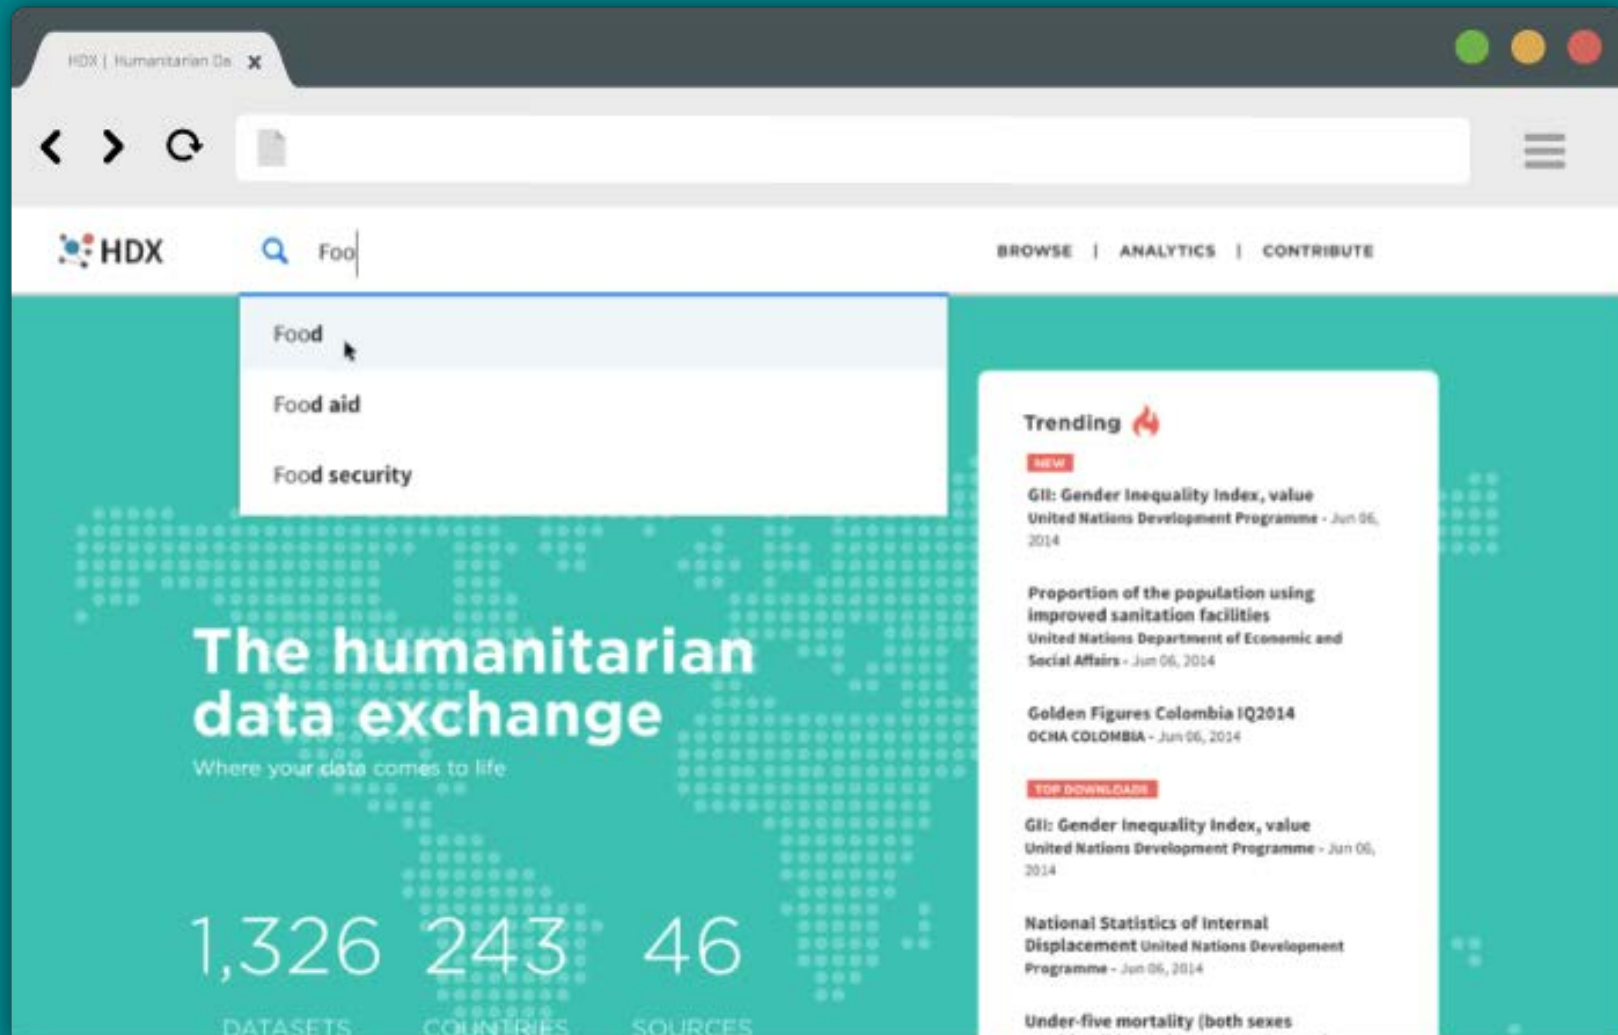 HDX | Humanitarian Da
HDX
Foo
BROWSE | ANALYTICS | CONTRIBUTE
Food
Food aid
Food security
The humanitarian
data exchange
Where your data comes to life
1,326 243 46
DATASETS COUNTRIES SOURCES
Trending
NEW
GII: Gender Inequality Index, value
United Nations Development Programme - Jun 06,
2014
Proportion of the population using
improved sanitation facilities
United Nations Department of Economic and
Social Affairs - Jun 06, 2014
Golden Figures Colombia IQ2014
OCHA COLOMBIA - Jun 06, 2014
TOP DOWNLOADS
GII: Gender Inequality Index, value
United Nations Development Programme - Jun 06,
2014
National Statistics of Internal
Displacement United Nations Development
Programme - Jun 06, 2014
Under-five mortality (both sexes